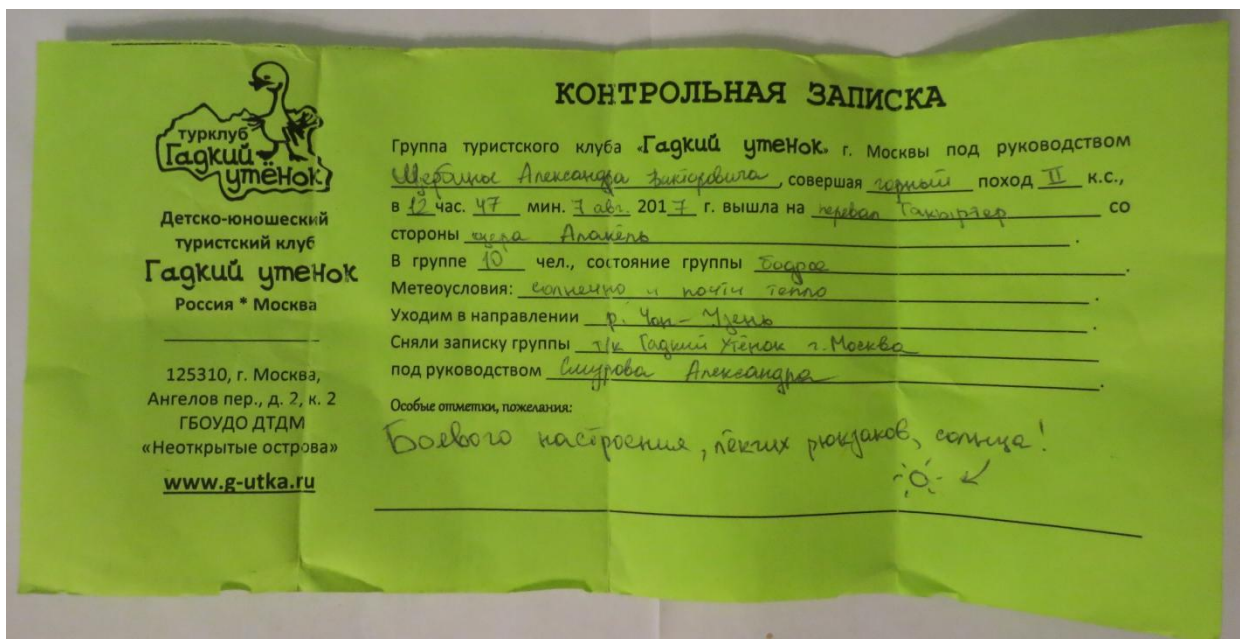 турклуб
Гадкий
утёнок
Детско-юношеский
туристский клуб
Гадкий утенок
Россия * Москва
125310, г. Москва,
Ангелов пер., д. 2, к. 2
ГБОУДО ДТДМ
«Неоткрытые острова»
www.g-utka.ru
КОНТРОЛЬНАЯ ЗАПИСКА
Группа туристского клуба «Гадкий утенок» г. Москвы под руководством
Александра Викторовича, совершая горный поход II к.с.,
в 12 час. 47 мин. 7 авг. 2017 г. вышла на перевал со
стороны озера Алакёль.
В группе 10 чел., состояние группы бодрое.
Метеоусловия: солнечно и почти тепло.
Уходим в направлении р. Чон-Узень
Сняли записку группы т/к Гадкий Утёнок г. Москва
под руководством Смурова Александра.
Особые отметки, пожелания:
Боевого настроения, лёгких рюкзаков, солнца!